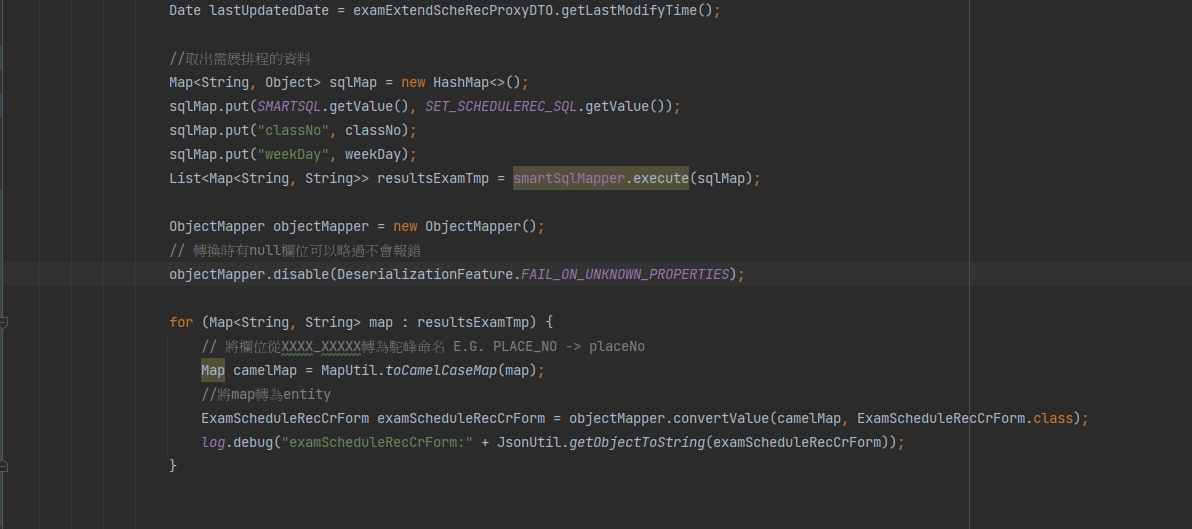 Date lastUpdatedDate = examExtendScheRecProxyDTO.getLastModifyTime();
//取出需展排程的資料
Map<String, Object> sqlMap = new HashMap<>();
sqlMap.put(SMARTSQL.getValue(), SET_SCHEDULEREC_SQL.getValue());
sqlMap.put("classNo", classNo);
sqlMap.put("weekDay", weekDay);
List<Map<String, String>> resultsExamTmp = smartSqlMapper.execute(sqlMap);
ObjectMapper objectMapper = new ObjectMapper();
// 轉換時有null欄位可以略過不會報錯
objectMapper.disable(DeserializationFeature.FAIL_ON_UNKNOWN_PROPERTIES);
for (Map<String, String> map : resultsExamTmp) {
// 將欄位從XXXX_XXXXX轉為駝峰命名 E.G. PLACE_NO -> placeNo
Map camelMap = MapUtil.toCamelCaseMap(map);
//將map轉為entity
ExamScheduleRecCrForm examScheduleRecCrForm = objectMapper.convertValue(camelMap, ExamScheduleRecCrForm.class);
log.debug("examScheduleRecCrForm:" + JsonUtil.getObjectToString(examScheduleRecCrForm));
}